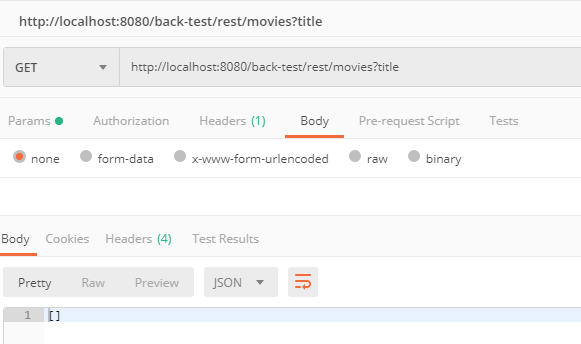 http://localhost:8080/back-test/rest/movies?title
GET http://localhost:8080/back-test/rest/movies?title
Params Authorization Headers (1) Body Pre-request Script Tests
none form-data x-www-form-urlencoded raw binary
Body Cookies Headers (4) Test Results
Pretty Raw Preview JSON
1 []